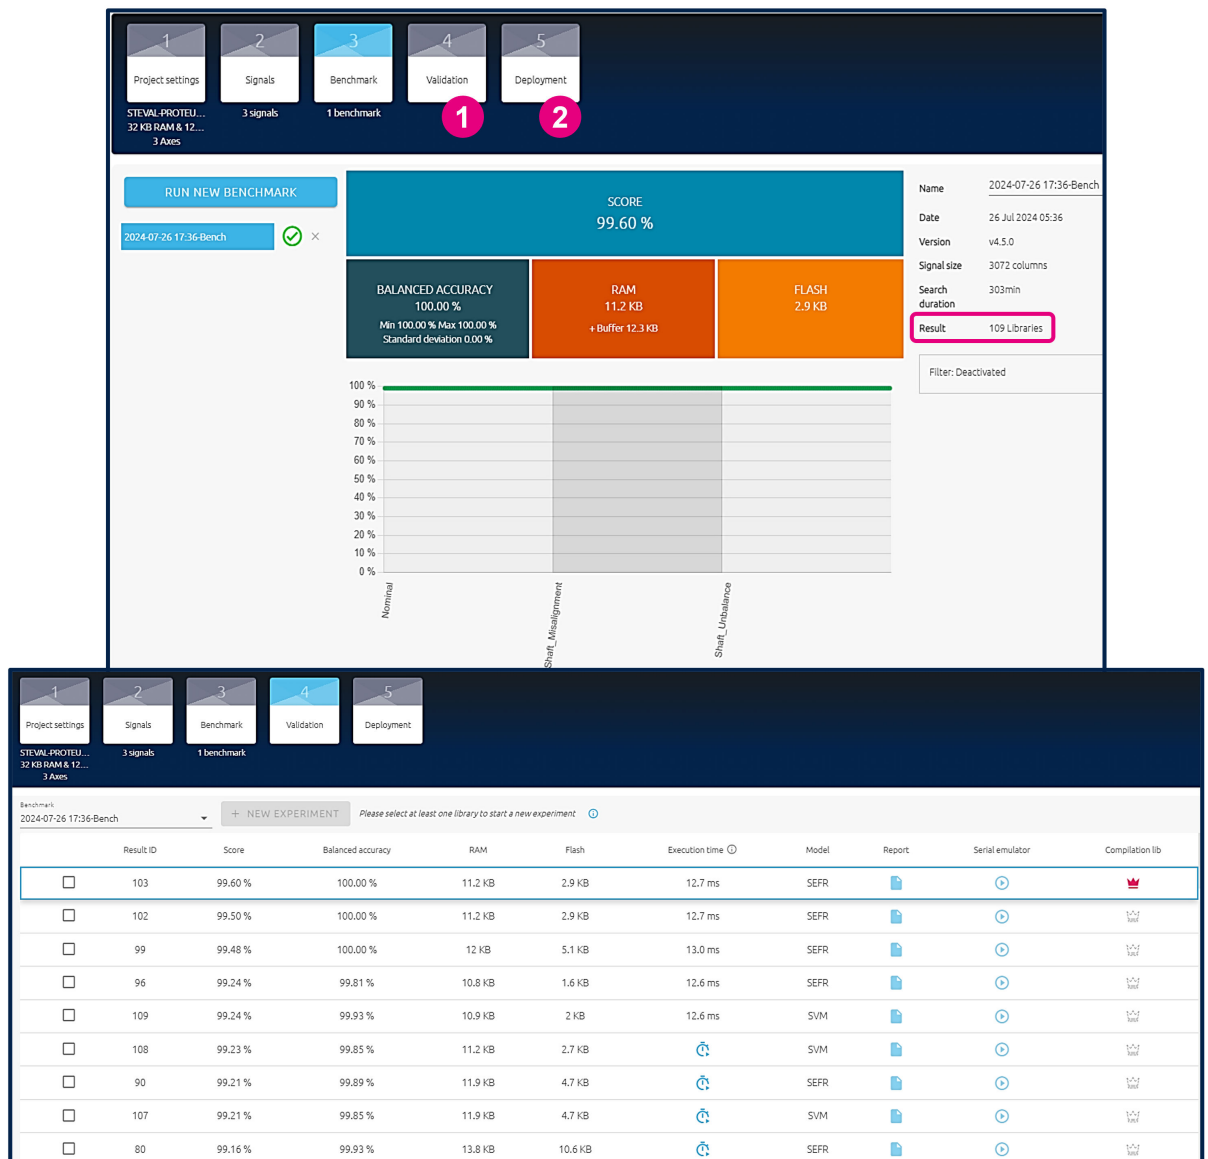 1 2 3 4 5
Project settings Signals Benchmark Validation Deployment
STEVAL-PROTEU... 3 signals 1 benchmark
32 KB RAM & 12...
3 Axes
1 2
RUN NEW BENCHMARK
2024-07-26 17:36-Bench
SCORE
99.60 %
BALANCED ACCURACY
100.00 %
Min 100.00 % Max 100.00 %
Standard deviation 0.00 %
RAM
11.2 KB
+ Buffer 12.3 KB
FLASH
2.9 KB
Name 2024-07-26 17:36-Bench
Date 26 Jul 2024 05:36
Version v4.5.0
Signal size 3072 columns
Search duration 303min
Result 109 Libraries
Filter: Deactivated
100 %
90 %
80 %
70 %
60 %
50 %
40 %
30 %
20 %
10 %
0 %
Nominal
Shaft_Misalignment
Shaft_Unbalance
1 2 3 4 5
Project settings Signals Benchmark Validation Deployment
STEVAL-PROTEU... 3 signals 1 benchmark
32 KB RAM & 12...
3 Axes
Benchmark
2024-07-26 17:36-Bench
+ NEW EXPERIMENT Please select at least one library to start a new experiment
Result ID Score Balanced accuracy RAM Flash Execution time Model Report Serial emulator Compilation lib
103 99.60 % 100.00 % 11.2 KB 2.9 KB 12.7 ms SEFR
102 99.50 % 100.00 % 11.2 KB 2.9 KB 12.7 ms SEFR
99 99.48 % 100.00 % 12 KB 5.1 KB 13.0 ms SEFR
96 99.24 % 99.81 % 10.8 KB 1.6 KB 12.6 ms SEFR
109 99.24 % 99.93 % 10.9 KB 2 KB 12.6 ms SVM
108 99.23 % 99.85 % 11.2 KB 2.7 KB SVM
90 99.21 % 99.89 % 11.9 KB 4.7 KB SEFR
107 99.21 % 99.85 % 11.9 KB 4.7 KB SVM
80 99.16 % 99.93 % 13.8 KB 10.6 KB SEFR